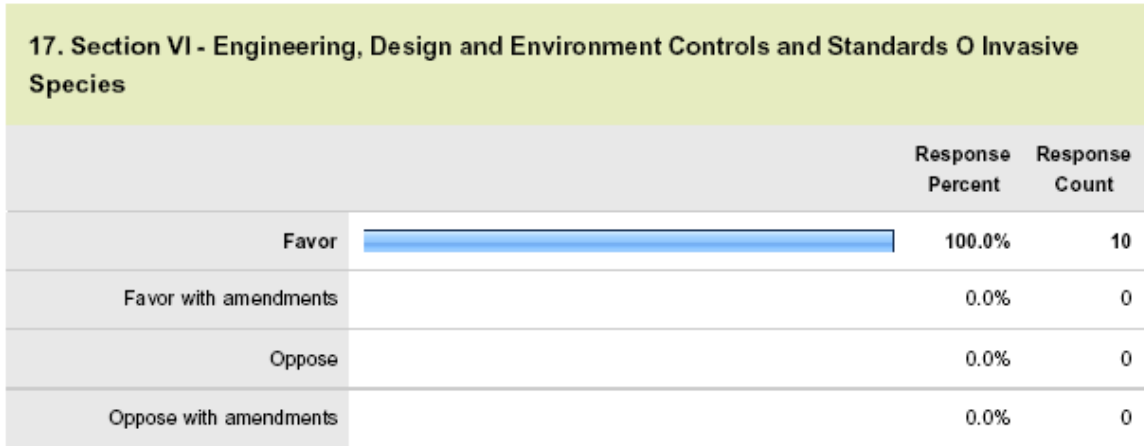 17. Section VI - Engineering, Design and Environment Controls and Standards O Invasive
Species
Response Response
Percent Count
Favor 100.0% 10
Favor with amendments 0.0% 0
Oppose 0.0% 0
Oppose with amendments 0.0% 0